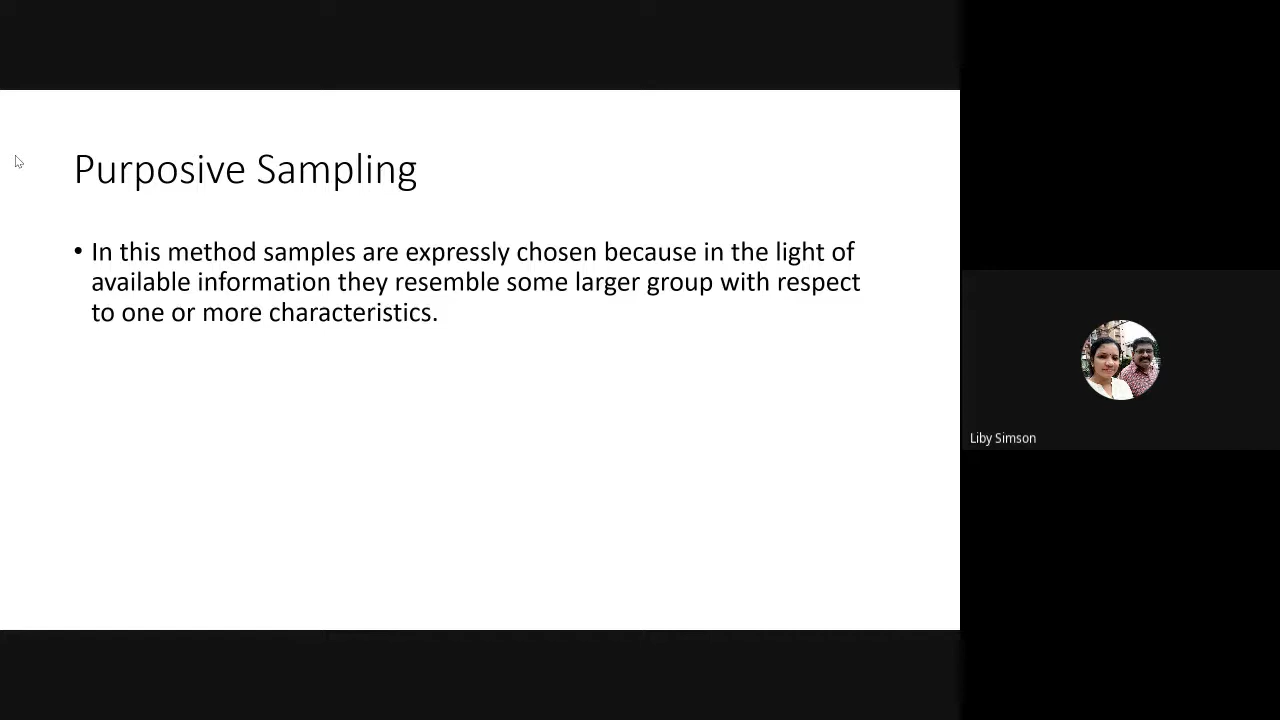 Purposive Sampling
• In this method samples are expressly chosen because in the light of
available information they resemble some larger group with respect
to one or more characteristics.
Liby Simson